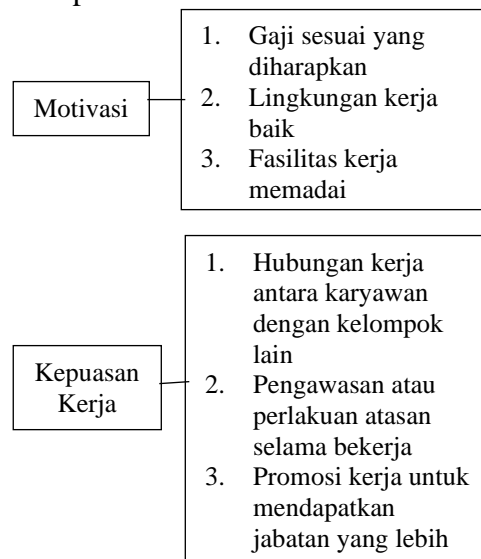 Motivasi
1. Gaji sesuai yang
diharapkan
2. Lingkungan kerja
baik
3. Fasilitas kerja
memadai
Kepuasan
Kerja
1. Hubungan kerja
antara karyawan
dengan kelompok
lain
2. Pengawasan atau
perlakuan atasan
selama bekerja
3. Promosi kerja untuk
mendapatkan
jabatan yang lebih